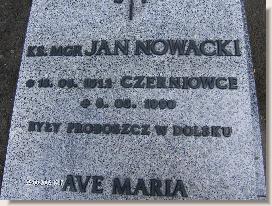 KS. MGR JAN NOWACKI
CZERNIOWCE
BYŁY PROBOSZCZ W DOLSKU
AVE MARIA